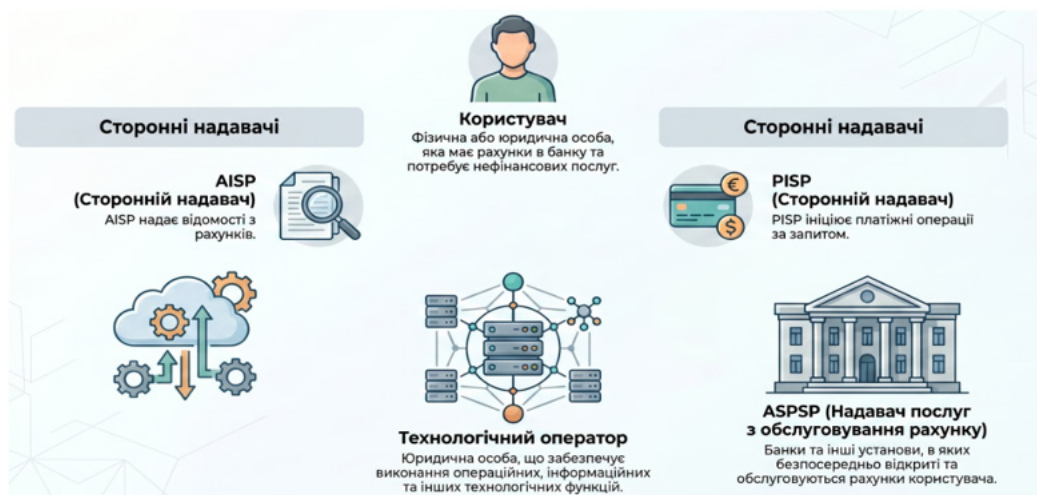 Користувач
Фізична або юридична особа,
яка має рахунки в банку та
потребує нефінансових послуг.
Сторонні надавачі
AISP
(Сторонній надавач)
AISP надає відомості з
рахунків.
Сторонні надавачі
PISP
(Сторонній надавач)
PISP ініціює платіжні операції
за запитом.
Технологічний оператор
Юридична особа, що забезпечує
виконання операційних, інформаційних
та інших технологічних функцій.
ASPSP (Надавач послуг
з обслуговування рахунку)
Банки та інші установи, в яких
безпосередньо відкриті та
обслуговуються рахунки користувача.